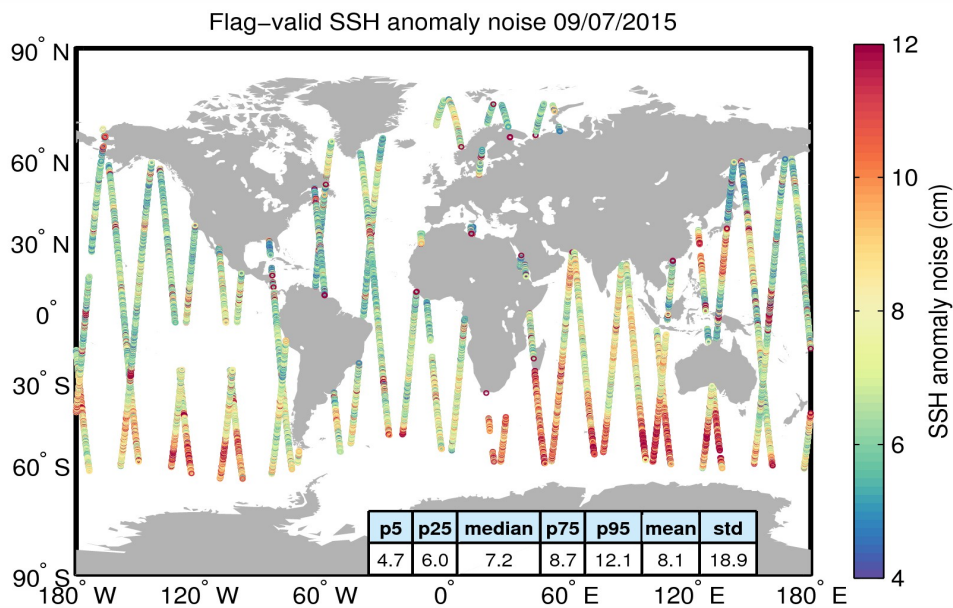 Flag−valid SSH anomaly noise 09/07/2015
90° N
60° N
30° N
0°
30° S
60° S
90° S
180° W 120° W 60° W 0° 60° E 120° E 180° E
p5 p25 median p75 p95 mean std
4.7 6.0 7.2 8.7 12.1 8.1 18.9
12
10
8
6
4
SSH anomaly noise (cm)